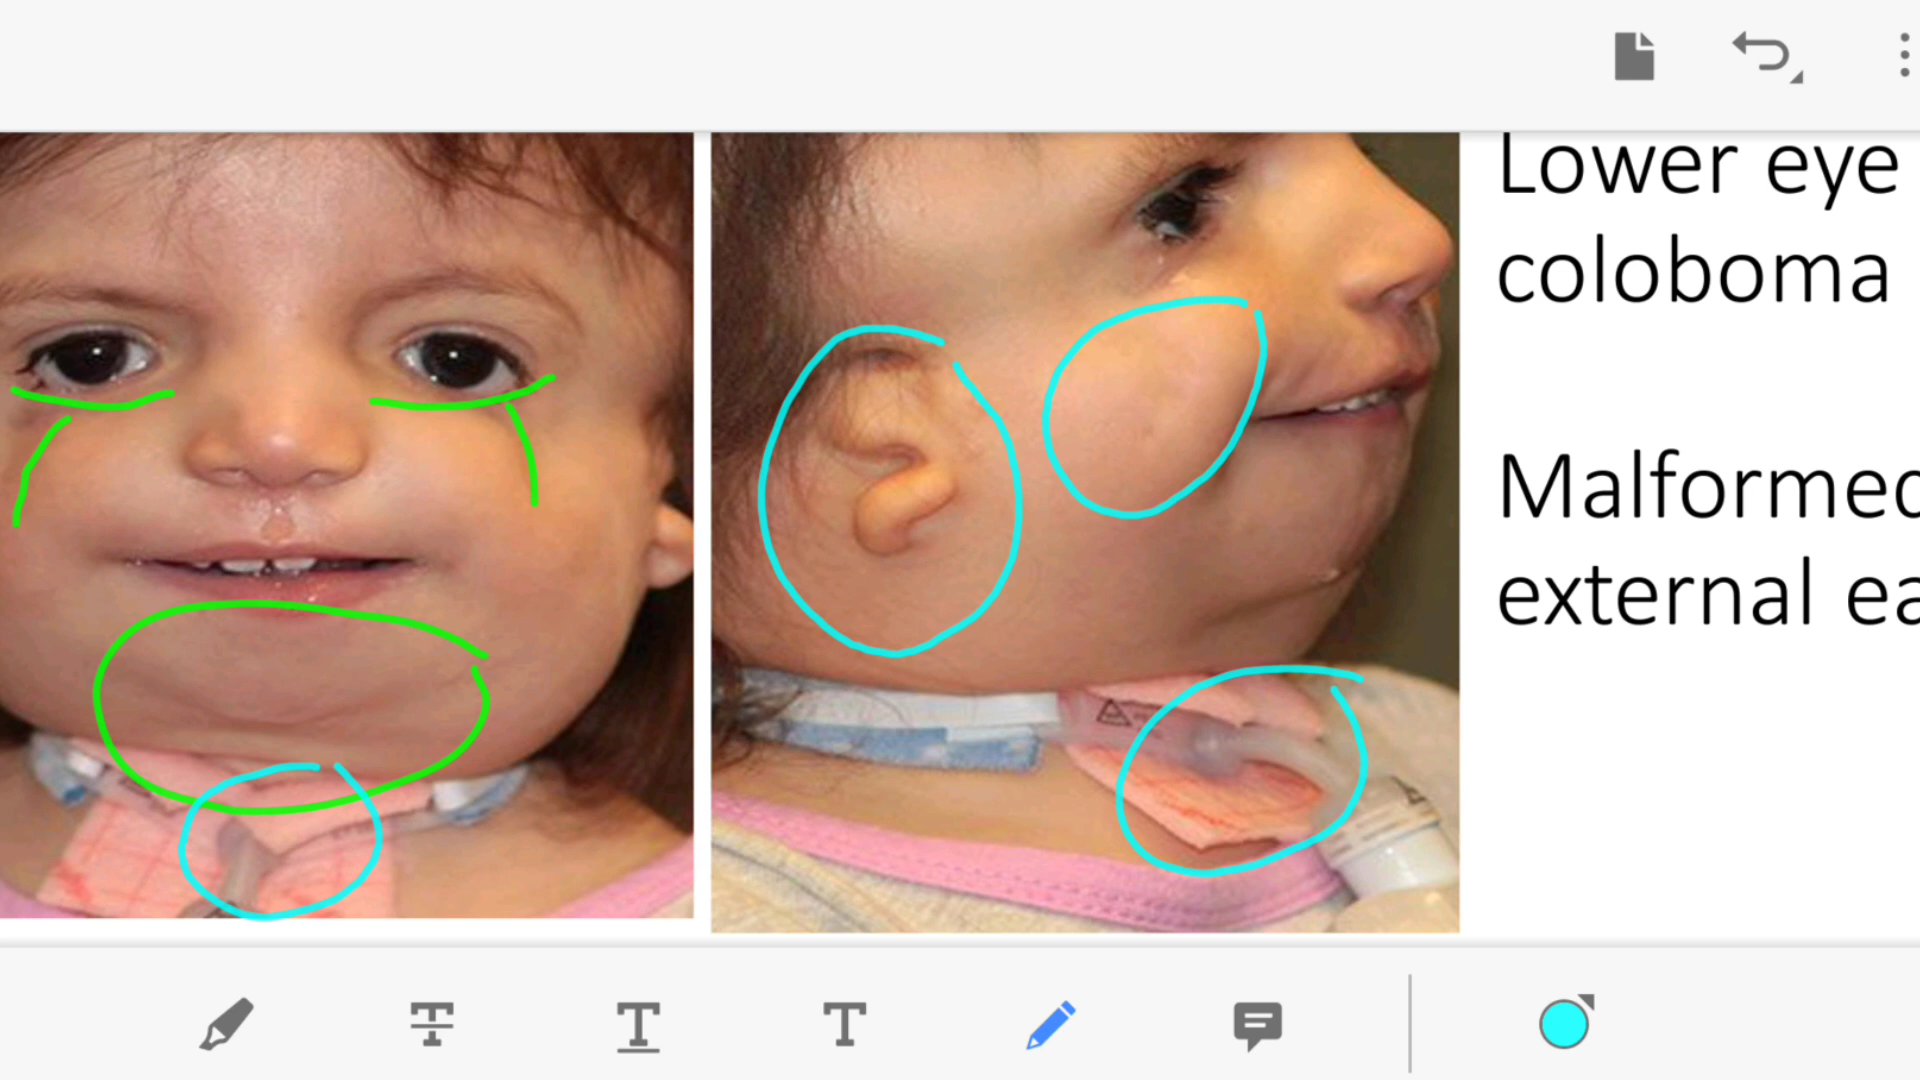 Lower eye
coloboma
Malformed
external ea